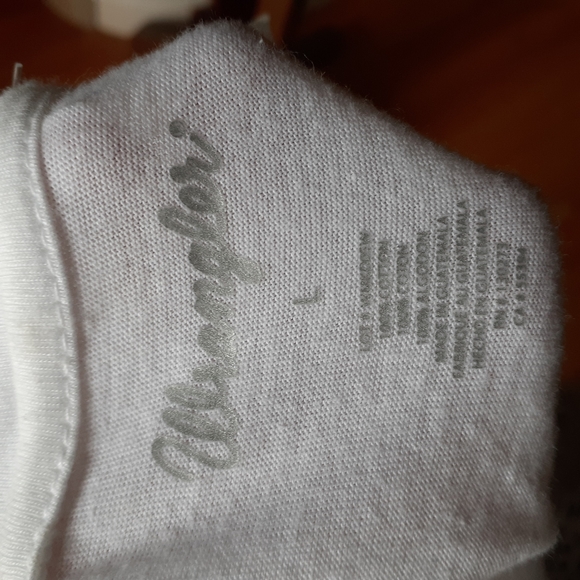 Wrangler
L
100% COTTON
100% COTON
100% ALGODON
MADE IN GUATEMALA
FABRIQUE AU GUATEMALA
HECHO EN GUATEMALA